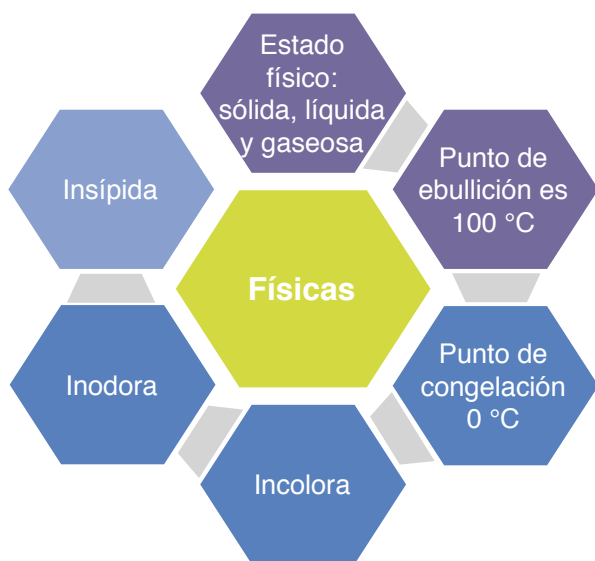 Estado
físico:
sólida, líquida
y gaseosa
Punto de
ebullición es
100 °C
Insípida
Físicas
Inodora
Punto de
congelación
0 °C
Incolora